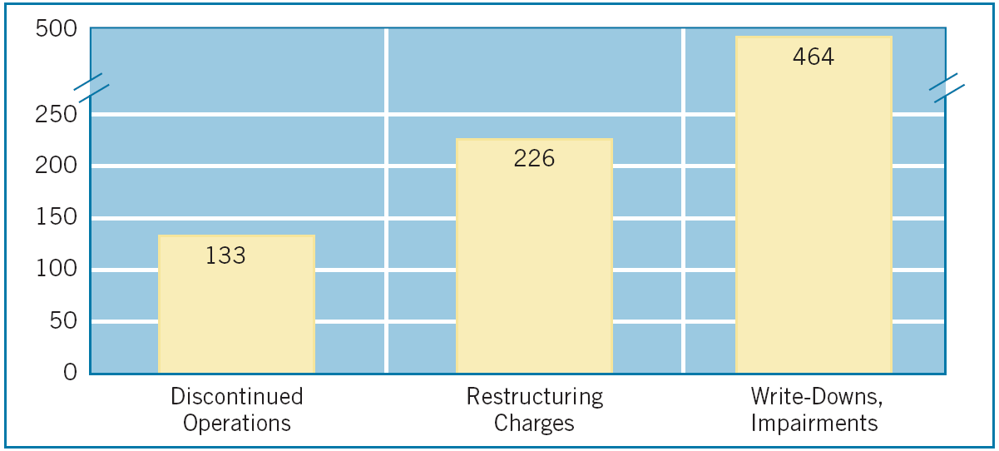 500
250
200
150
100
50
0
133
226
464
Discontinued
Operations
Restructuring
Charges
Write-Downs,
Impairments